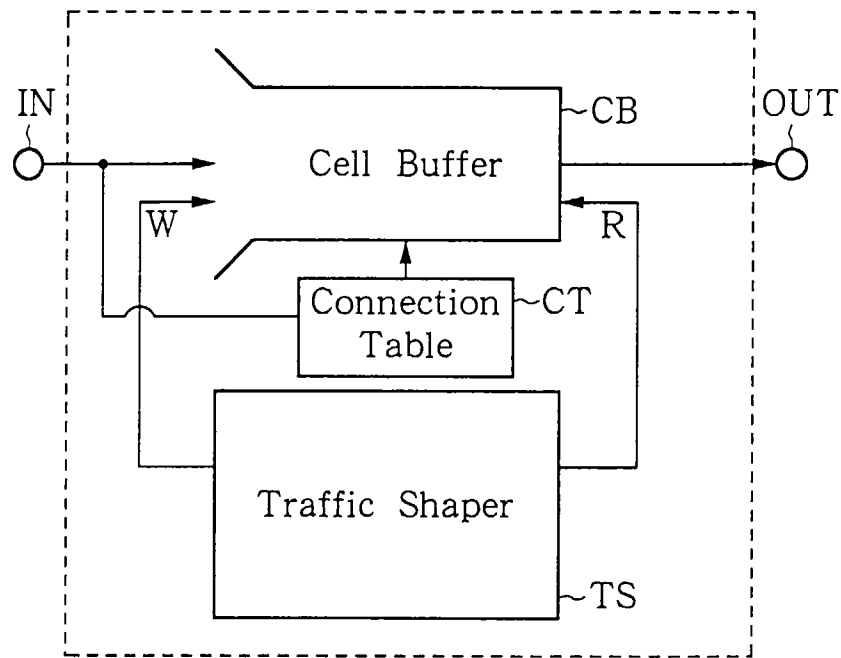 IN
CB
OUT
Cell Buffer
W
R
Connection
Table
CT
Traffic Shaper
TS